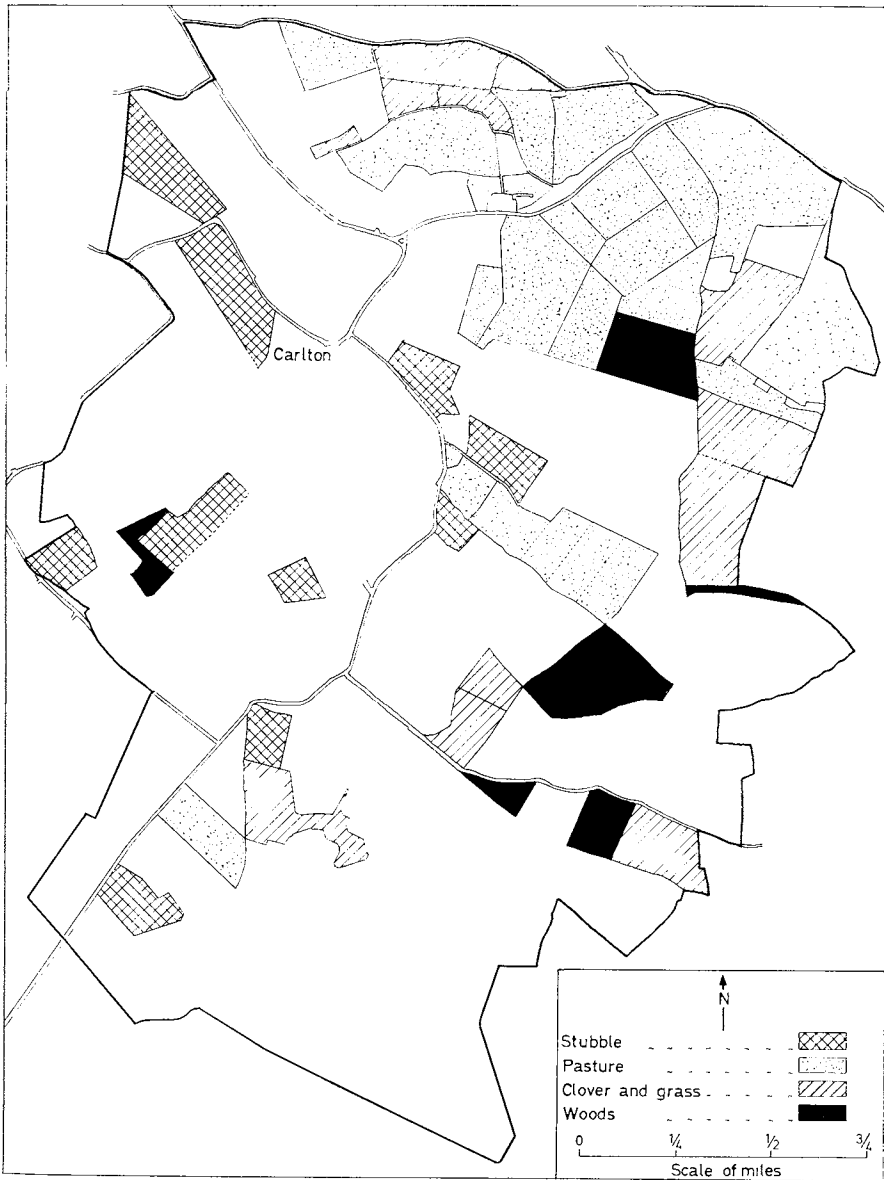 Carlton
N
Stubble
Pasture
Clover and grass
Woods
0 1/4 1/2 3/4
Scale of miles